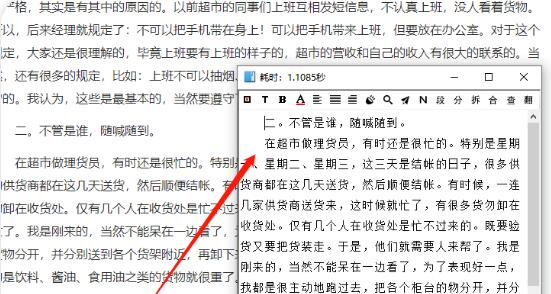 格，其实是有其中的原因的。以前超市的同事们上班互相发短信息，不认真上班，没人看着货物。
以，后来经理就规定了：不可以把手机带在身上！可以把手机带来上班，但要放在办公室。对于这个
定，大家还是很理解的，毕竟上班要有上班的样子的，超市的营收和自己的收入有很大的联系的。当
，还有很多的规定，比如：上班不可以抽烟、
的。我认为，这些是最基本的，当然要遵守了
二。不管是谁，随喊随到。
在超市做理货员，有时还是很忙的。特别
供货商都在这几天送货，然后顺便结帐。有
卸在收货处。仅有几个人在收货处是忙不过
了。我是刚来的，当然不能呆在一边看了，
物分开，并分别送到各个货架附近，再卸下
的是饮料、酱油、食用油之类的货物就很重了。
耗时：1.1085秒
T B A N 段 分 拆 合 查 翻
二。不管是谁，随喊随到。
在超市做理货员，有时还是很忙的。特别是星期
一、星期二、星期三，这三天是结帐的日子，很多供
货商都在这几天送货，然后顺便结帐。有时候，一连
几家供货商送货来，这时候就忙了，有很多货物卸在
收货处。仅有几个人在收货处是忙不过来的。既要验
货又要把货装走。于是，他们就需要人来帮了。我是
刚来的，当然不能呆在一边看了，为了表现好一点，
我都是很主动地跑过去，把各个柜台的物分开，并分